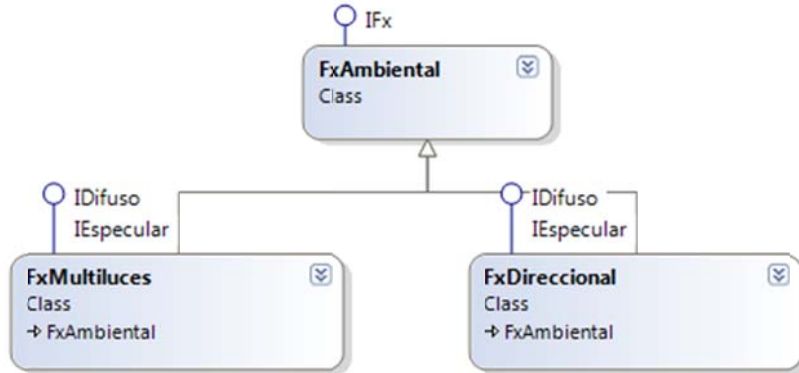 IFx
FxAmbiental
Class
IDifuso
IEspecular
IDifuso
IEspecular
FxMultiluces
Class
FxAmbiental
FxDireccional
Class
FxAmbiental